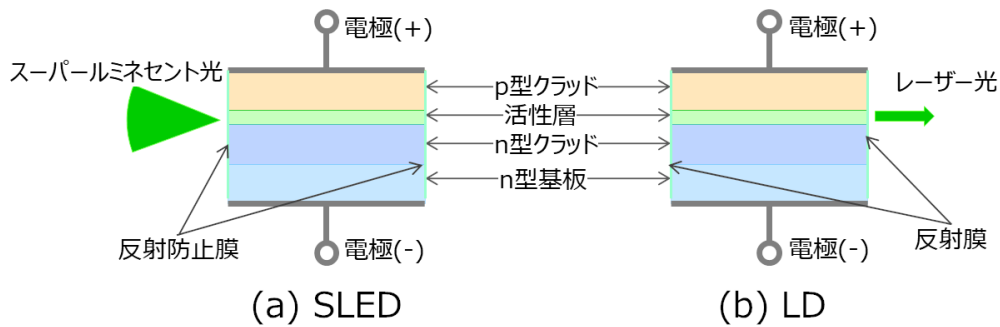 電極(+)
電極(+)
スーパールミネセント光
レーザー光
p型クラッド
活性層
n型クラッド
n型基板
反射防止膜
電極(-)
電極(-)
反射膜
(a) SLED
(b) LD